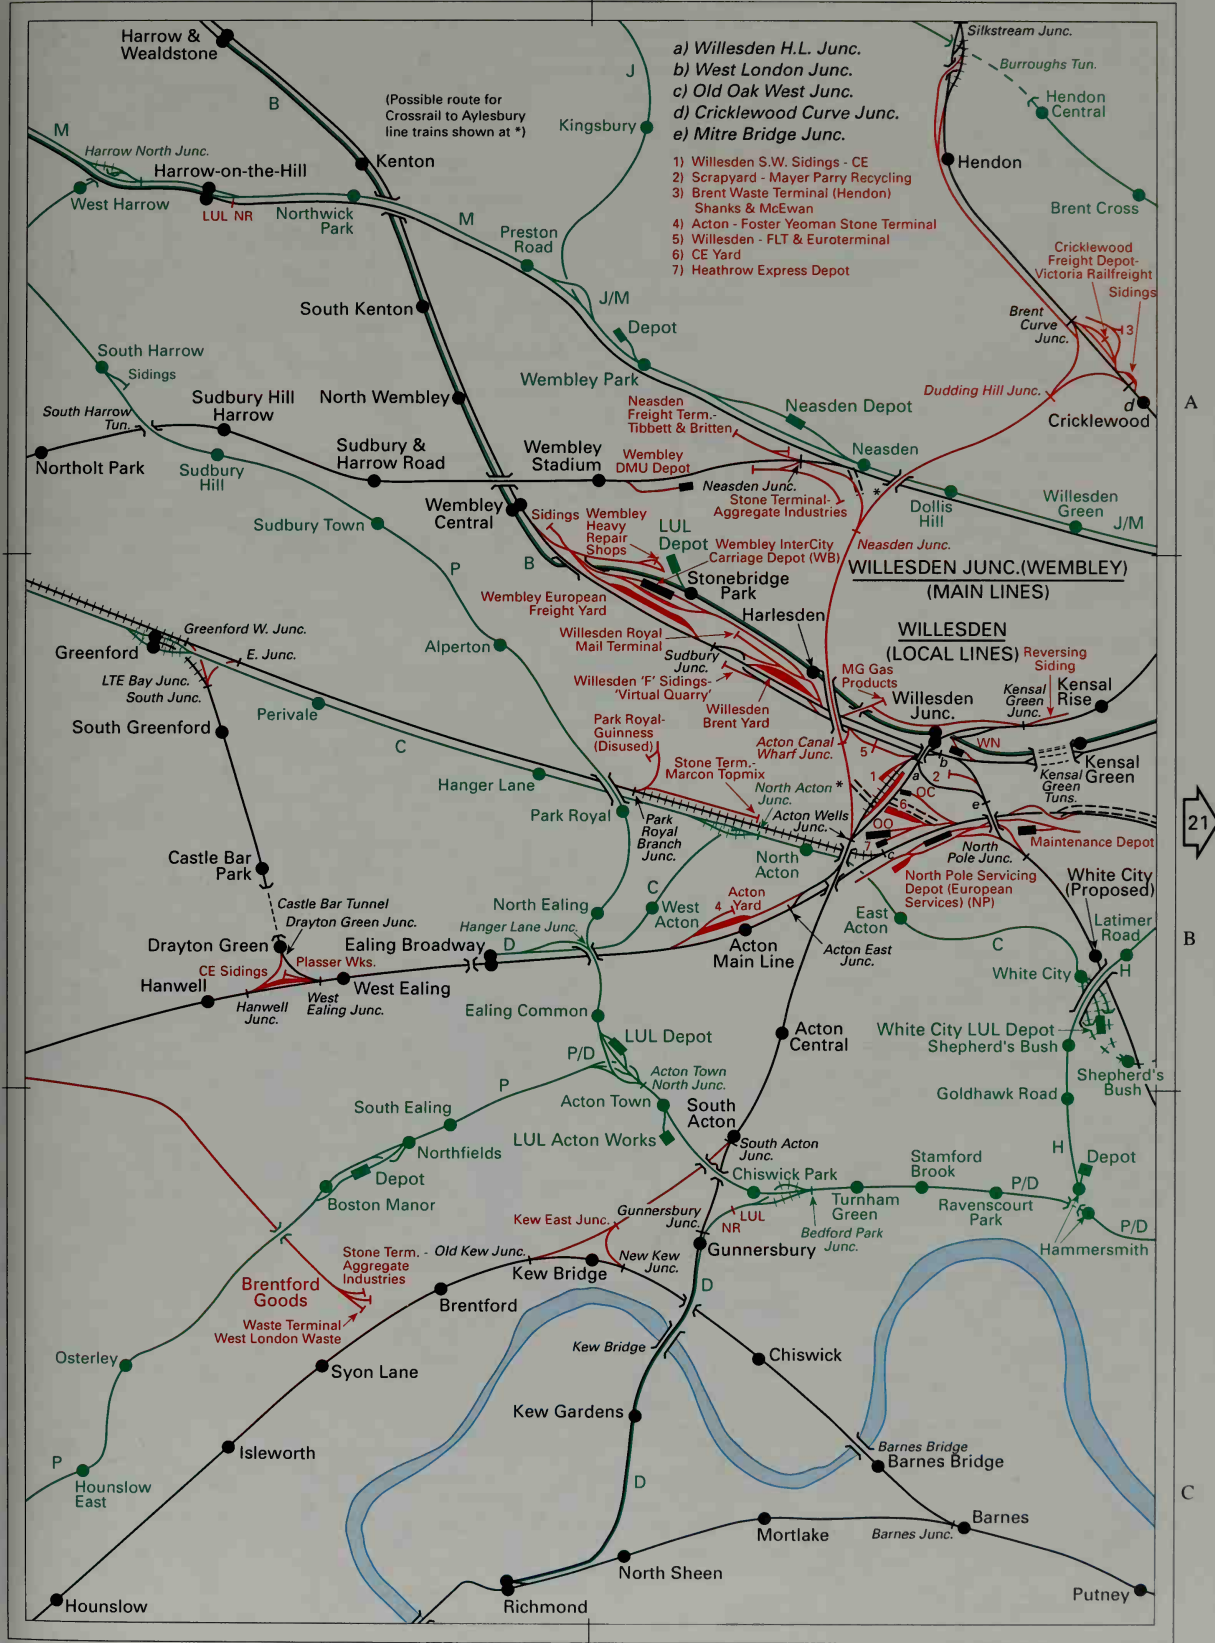 Harrow &
Wealdstone
B
(Possible route for
Crossrail to Aylesbury
line trains shown at *)
J
Kingsbury
a) Willesden H.L. Junc.
b) West London Junc.
c) Old Oak West Junc.
d) Cricklewood Curve Junc.
e) Mitre Bridge Junc.
1) Willesden S.W. Sidings - CE
2) Scrapyard - Mayer Parry Recycling
3) Brent Waste Terminal (Hendon)
Shanks & McEwan
4) Acton - Foster Yeoman Stone Terminal
5) Willesden - FLT & Euroterminal
6) CE Yard
7) Heathrow Express Depot
Silkstream Junc.
Burroughs Tun.
Hendon
Central
Hendon
Brent Cross
M
Harrow North Junc.
Harrow-on-the-Hill
Kenton
West Harrow
LUL NR
Northwick
Park
M
Preston
Road
J/M
South Kenton
Depot
Cricklewood
Freight Depot-
Victoria Railfreight
Sidings
Brent
Curve
Junc.
3
South Harrow
Sidings
Wembley Park
Dudding Hill Junc.
d
Cricklewood
A
South Harrow
Tun.
Sudbury Hill
Harrow
North Wembley
Neasden
Freight Term.-
Tibbett & Britten
Neasden Depot
Northolt Park
Sudbury
Hill
Sudbury &
Harrow Road
Wembley
Stadium
Wembley
DMU Depot
Neasden
Neasden Junc.
Stone Terminal-
Aggregate Industries
*
Dollis
Hill
Willesden
Green
J/M
Sudbury Town
Wembley
Central
Sidings
Wembley
Heavy
Repair
Shops
LUL
Depot
Wembley InterCity
Carriage Depot (WB)
Neasden Junc.
P
B
Stonebridge
Park
WILLESDEN JUNC.(WEMBLEY)
(MAIN LINES)
Wembley European
Freight Yard
Harlesden
Greenford W. Junc.
Greenford
E. Junc.
LTE Bay Junc.
South Junc.
Alperton
Willesden Royal
Mail Terminal
Sudbury
Junc.
Willesden 'F' Sidings-
'Virtual Quarry'
WILLESDEN
(LOCAL LINES)
Reversing
Siding
MG Gas
Products
Willesden
Junc.
Kensal
Green
Junc.
Kensal
Rise
South Greenford
Perivale
C
Park Royal-
Guinness
(Disused)
Willesden
Brent Yard
Acton Canal
Wharf Junc.
5
WN
b
Kensal
Green
Kensal
Green
Tuns.
Hanger Lane
Stone Term.-
Marcon Topmix
North Acton
Junc.
*
1
a
2
OC
6
e
Park Royal
Acton Wells
Junc.
OO
7
c
Park
Royal
Branch
Junc.
North
Acton
North
Pole Junc.
Maintenance Depot
21
Castle Bar
Park
C
Acton
Yard
4
North Pole Servicing
Depot (European
Services) (NP)
White City
(Proposed)
Castle Bar Tunnel
Drayton Green Junc.
North Ealing
West
Acton
East
Acton
Latimer
Road
Hanger Lane Junc.
Drayton Green
Ealing Broadway
D
Acton
Main Line
Acton East
Junc.
C
B
CE Sidings
Plasser Wks.
Hanwell
West Ealing
White City
H
Hanwell
Junc.
West
Ealing Junc.
Ealing Common
White City LUL Depot
Shepherd's Bush
Acton
Central
LUL Depot
P/D
Acton Town
North Junc.
Shepherd's
Bush
P
Goldhawk Road
South Ealing
Acton Town
South
Acton
Northfields
LUL Acton Works
South Acton
Junc.
H
Depot
Depot
Chiswick Park
Stamford
Brook
P/D
Boston Manor
Turnham
Green
Ravenscourt
Park
P/D
Kew East Junc.
Gunnersbury
Junc.
LUL
NR
Bedford Park
Junc.
Hammersmith
Stone Term. -
Aggregate
Industries
Old Kew Junc.
New Kew
Junc.
Gunnersbury
Kew Bridge
Brentford
Goods
D
Brentford
Waste Terminal
West London Waste
Kew Bridge
Osterley
Syon Lane
Chiswick
Kew Gardens
Isleworth
Barnes Bridge
Barnes Bridge
P
Hounslow
East
D
C
Mortlake
Barnes
Barnes Junc.
North Sheen
Hounslow
Richmond
Putney